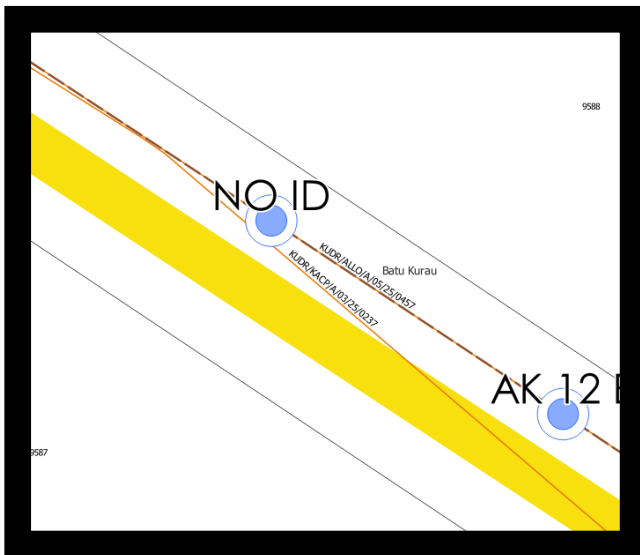 9588
NO ID
KUDR/ALLO/A/05/25/0457
Batu Kurau
KUDR/KACP/A/03/25/0237
AK 12 E
9587